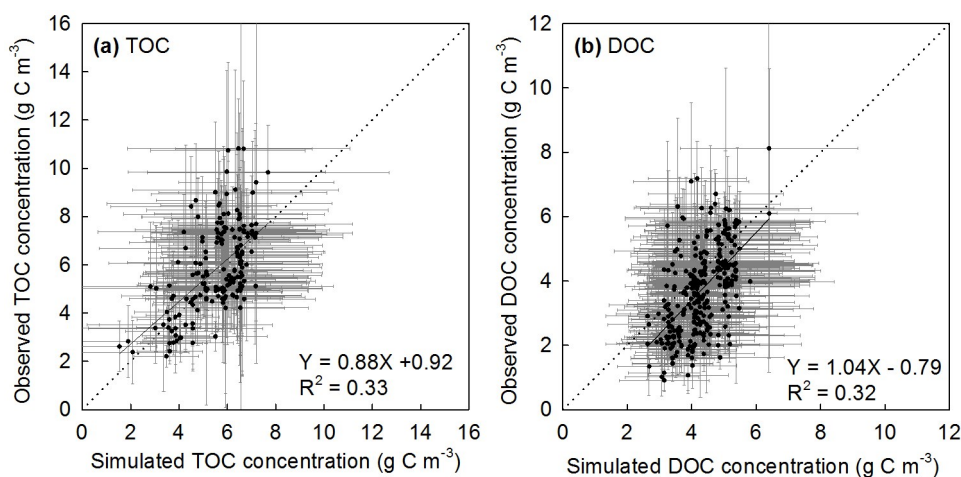 (a) TOC
Observed TOC concentration (g C m⁻³)
16
14
12
10
8
6
4
2
0
Y = 0.88X +0.92
R² = 0.33
0 2 4 6 8 10 12 14 16
Simulated TOC concentration (g C m⁻³)
(b) DOC
Observed DOC concentration (g C m⁻³)
12
10
8
6
4
2
0
Y = 1.04X - 0.79
R² = 0.32
0 2 4 6 8 10 12
Simulated DOC concentration (g C m⁻³)